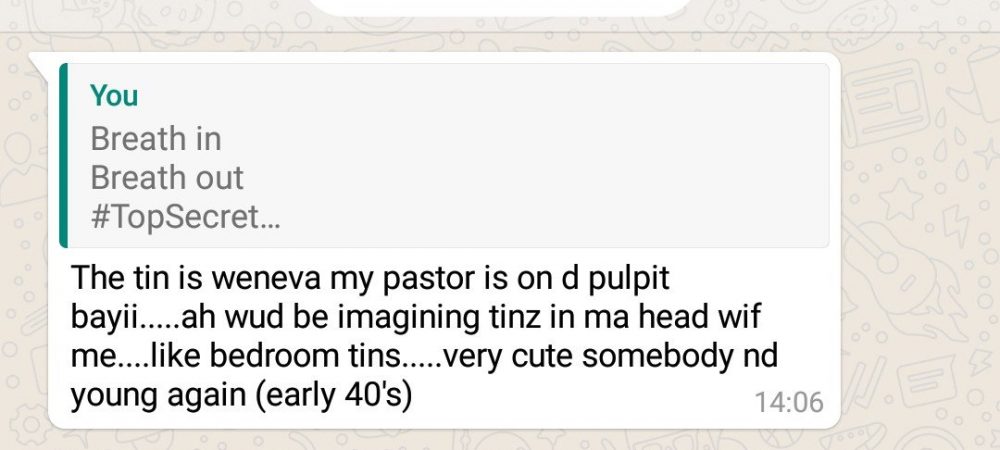 You
Breath in
Breath out
#TopSecret...
The tin is weneva my pastor is on d pulpit
bayii.....ah wud be imagining tinz in ma head wif
me....like bedroom tins.....very cute somebody nd
young again (early 40's)
14:06